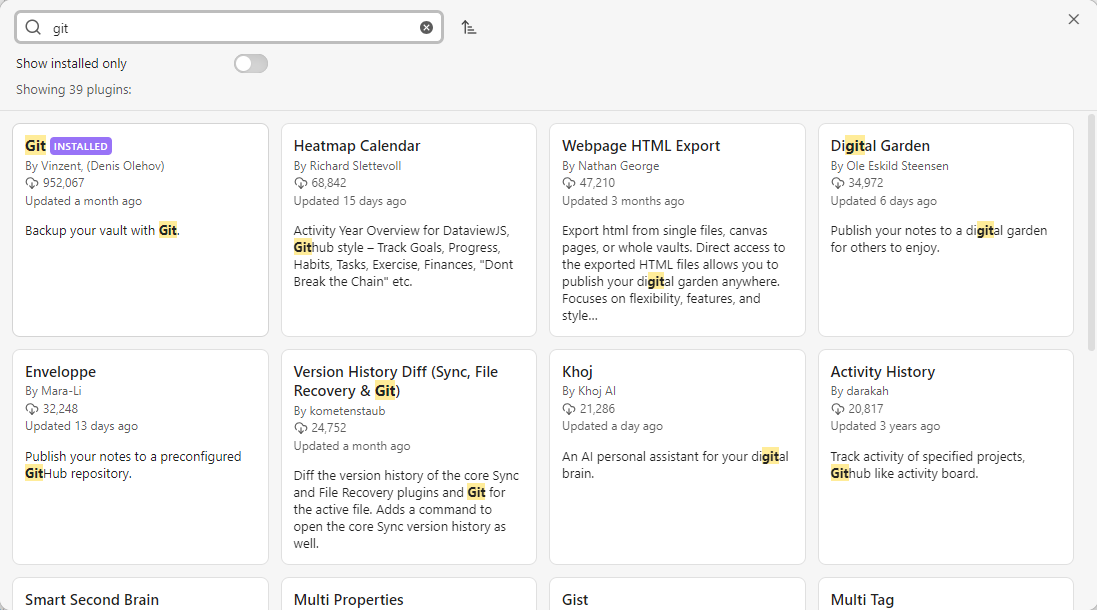 git
Show installed only
Showing 39 plugins:
Git INSTALLED
By Vinzent, (Denis Olehov)
952,067
Updated a month ago
Backup your vault with Git.
Heatmap Calendar
By Richard Slettevoll
68,842
Updated 15 days ago
Activity Year Overview for DataviewJS,
Github style – Track Goals, Progress,
Habits, Tasks, Exercise, Finances, "Dont
Break the Chain" etc.
Webpage HTML Export
By Nathan George
47,210
Updated 3 months ago
Export html from single files, canvas
pages, or whole vaults. Direct access to
the exported HTML files allows you to
publish your digital garden anywhere.
Focuses on flexibility, features, and
style...
Digital Garden
By Ole Eskild Steensen
34,972
Updated 6 days ago
Publish your notes to a digital garden
for others to enjoy.
Enveloppe
By Mara-Li
32,248
Updated 13 days ago
Publish your notes to a preconfigured
GitHub repository.
Version History Diff (Sync, File
Recovery & Git)
By kometenstaub
24,752
Updated a month ago
Diff the version history of the core Sync
and File Recovery plugins and Git for
the active file. Adds a command to
open the core Sync version history as
well.
Khoj
By Khoj AI
21,286
Updated a day ago
An AI personal assistant for your digital
brain.
Activity History
By darakah
20,817
Updated 3 years ago
Track activity of specified projects,
Github like activity board.
Smart Second Brain
Multi Properties
Gist
Multi Tag